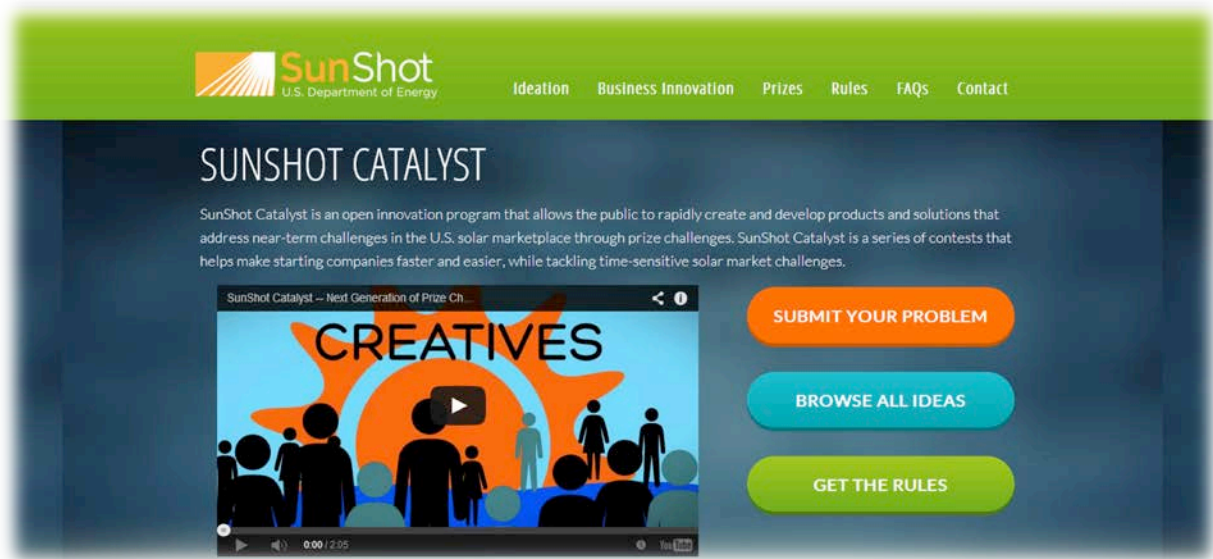 SunShot
U.S. Department of Energy
Ideation Business Innovation Prizes Rules FAQs Contact
SUNSHOT CATALYST
SunShot Catalyst is an open innovation program that allows the public to rapidly create and develop products and solutions that
address near-term challenges in the U.S. solar marketplace through prize challenges. SunShot Catalyst is a series of contests that
helps make starting companies faster and easier, while tackling time-sensitive solar market challenges.
SunShot Catalyst -- Next Generation of Prize Ch...
CREATIVES
SUBMIT YOUR PROBLEM
BROWSE ALL IDEAS
GET THE RULES
0:00 / 2:05
YouTube